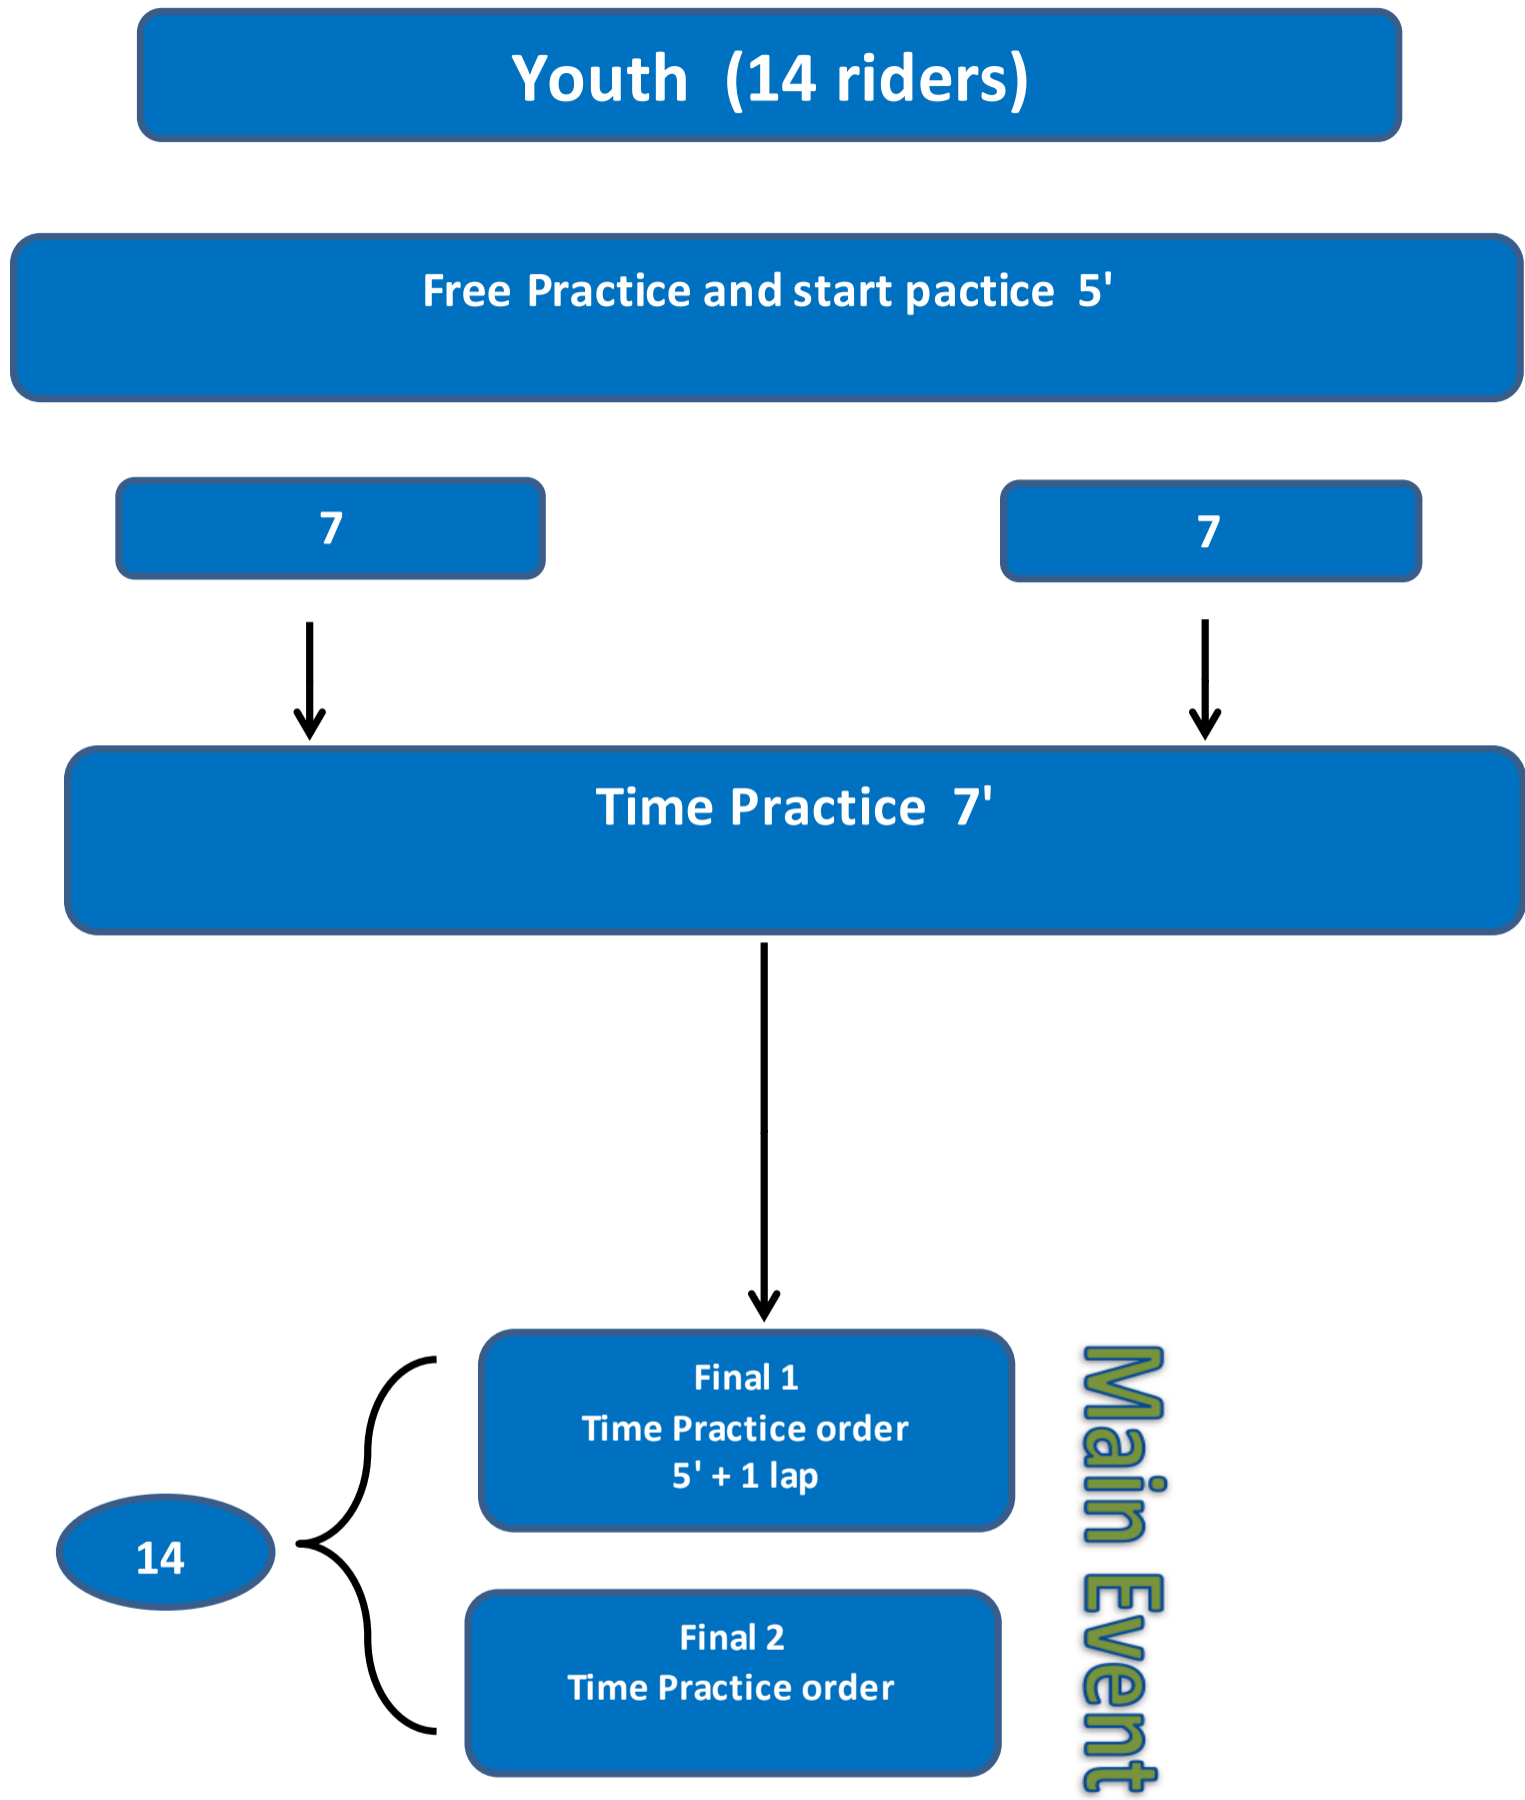 Youth (14 riders)
Free Practice and start pactice 5'
7
7
Time Practice 7'
Final 1
Time Practice order
5' + 1 lap
14
Final 2
Time Practice order
Main Event